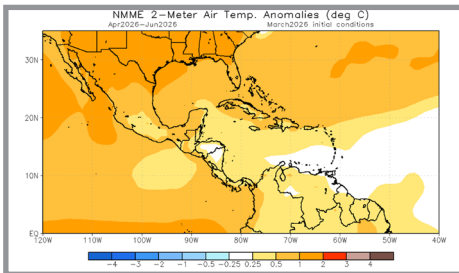 NMME 2-Meter Air Temp. Anomalies (deg C)
Apr2026-Jun2026 March2026 initial conditions
30N
20N
10N
EQ
120W 110W 100W 90W 80W 70W 60W 50W 40W
-4 -3 -2 -1 -0.5 -0.25 0.25 0.5 1 2 3 4